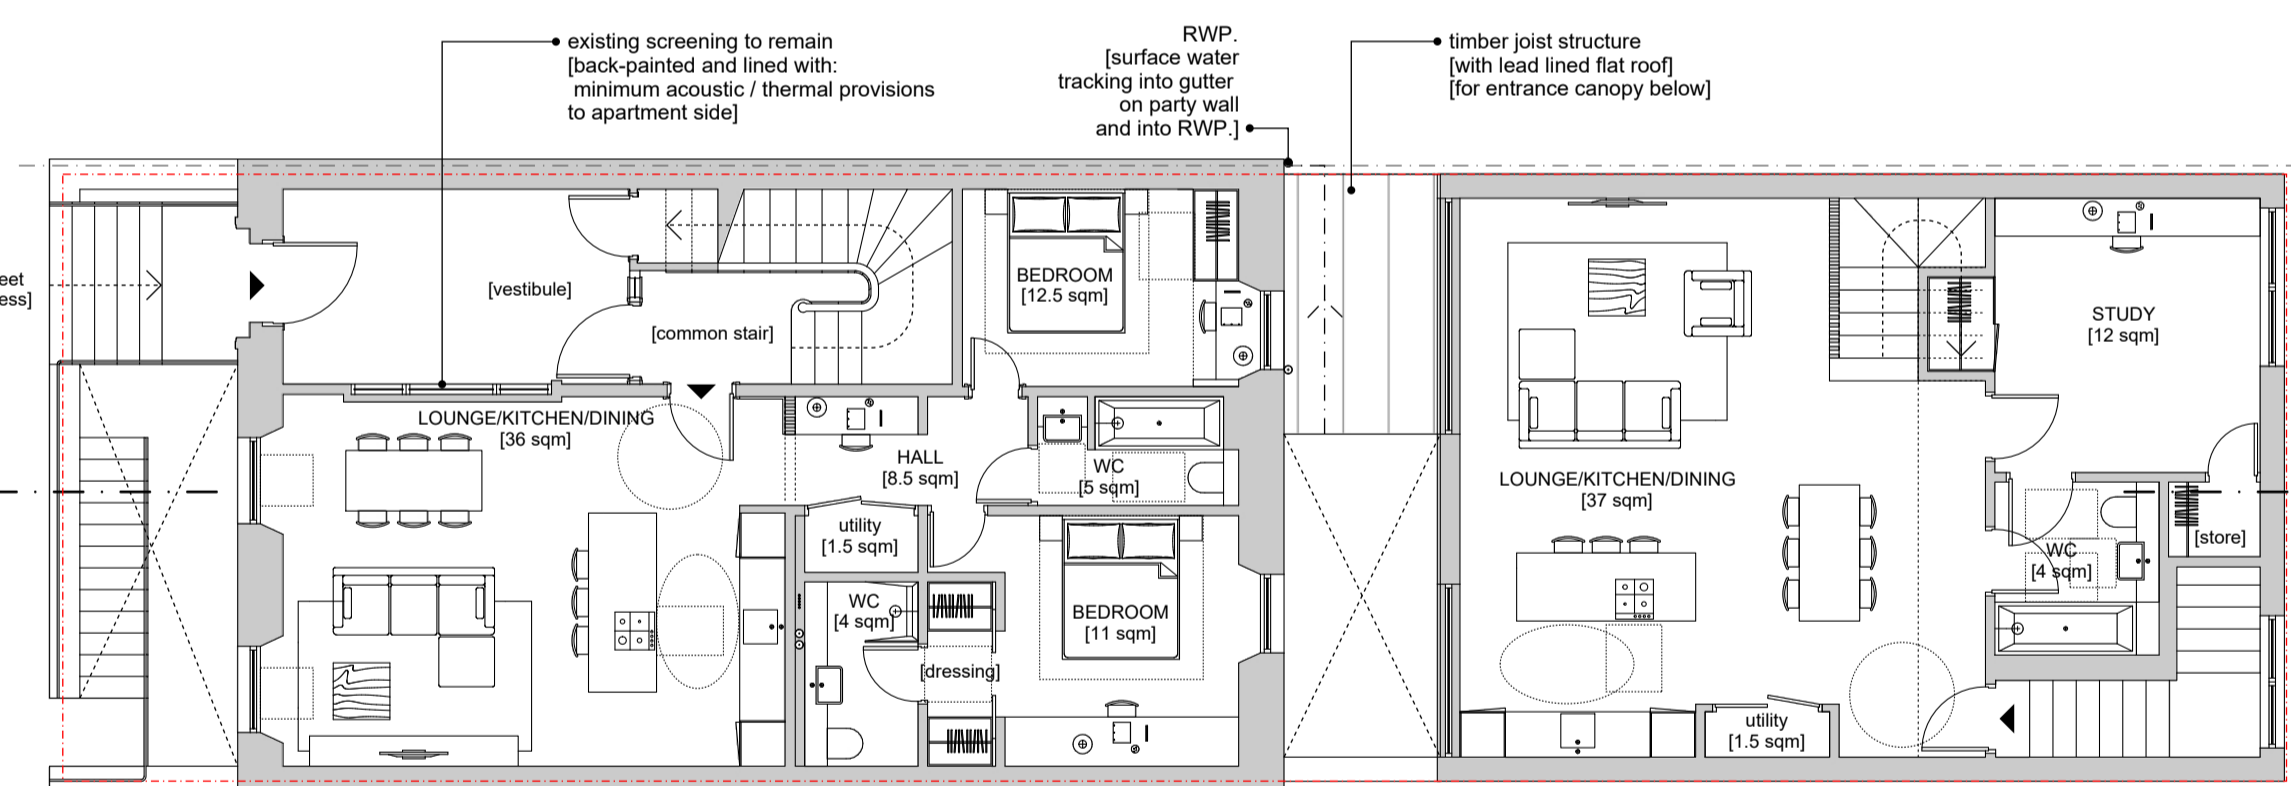 existing screening to remain
[back-painted and lined with:
minimum acoustic / thermal provisions
to apartment side]
RWP.
[surface water
tracking into gutter
on party wall
and into RWP.]
timber joist structure
[with lead lined flat roof]
[for entrance canopy below]
eet
ess]
[vestibule]
[common stair]
BEDROOM
[12.5 sqm]
LOUNGE/KITCHEN/DINING
[36 sqm]
HALL
[8.5 sqm]
WC
[5 sqm]
utility
[1.5 sqm]
WC
[4 sqm]
[dressing]
BEDROOM
[11 sqm]
LOUNGE/KITCHEN/DINING
[37 sqm]
STUDY
[12 sqm]
WC
[4 sqm]
[store]
utility
[1.5 sqm]